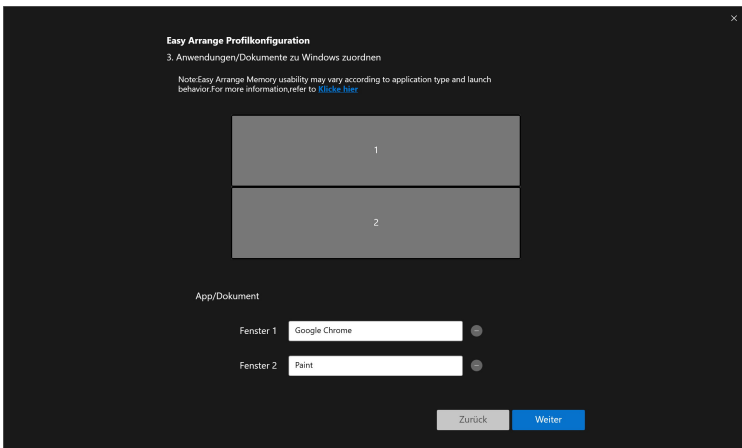 Easy Arrange Profilkonfiguration
3. Anwendungen/Dokumente zu Windows zuordnen
Note:Easy Arrange Memory usability may vary according to application type and launch
behavior.For more information,refer to Klicke hier
1
2
App/Dokument
Fenster 1 Google Chrome
Fenster 2 Paint
Zurück Weiter